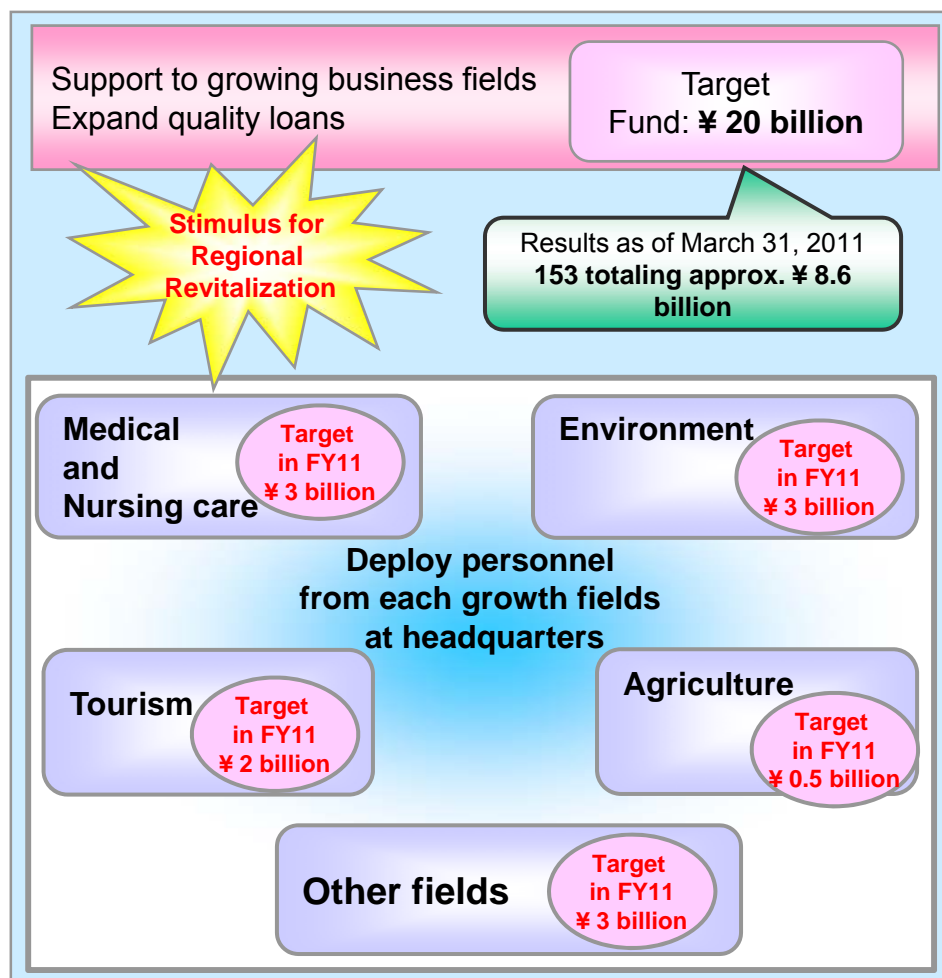 Support to growing business fields
Expand quality loans
Target
Fund: ¥ 20 billion
Stimulus for
Regional
Revitalization
Results as of March 31, 2011
153 totaling approx. ¥ 8.6
billion
Medical
and
Nursing care
Target
in FY11
¥ 3 billion
Environment
Target
in FY11
¥ 3 billion
Deploy personnel
from each growth fields
at headquarters
Tourism
Target
in FY11
¥ 2 billion
Agriculture
Target
in FY11
¥ 0.5 billion
Other fields
Target
in FY11
¥ 3 billion